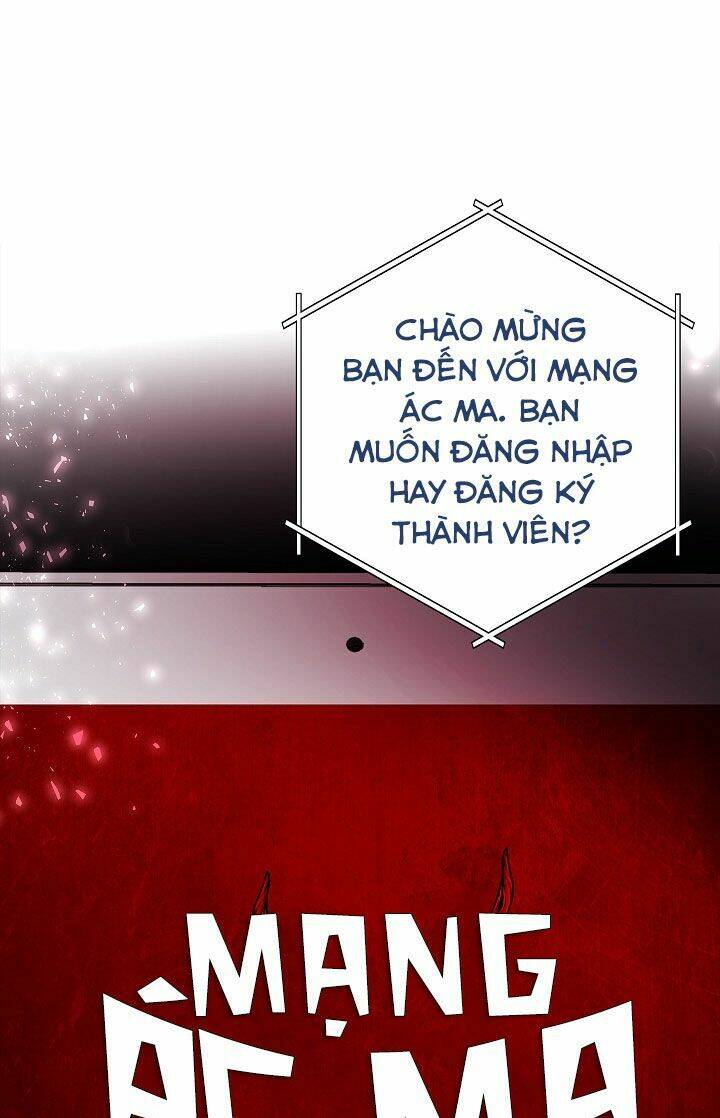 CHÀO MỪNG
BẠN ĐẾN VỚI MẠNG
ÁC MA. BẠN
MUỐN ĐĂNG NHẬP
HAY ĐĂNG KÝ
THÀNH VIÊN?
MẠNG
ÀC MA